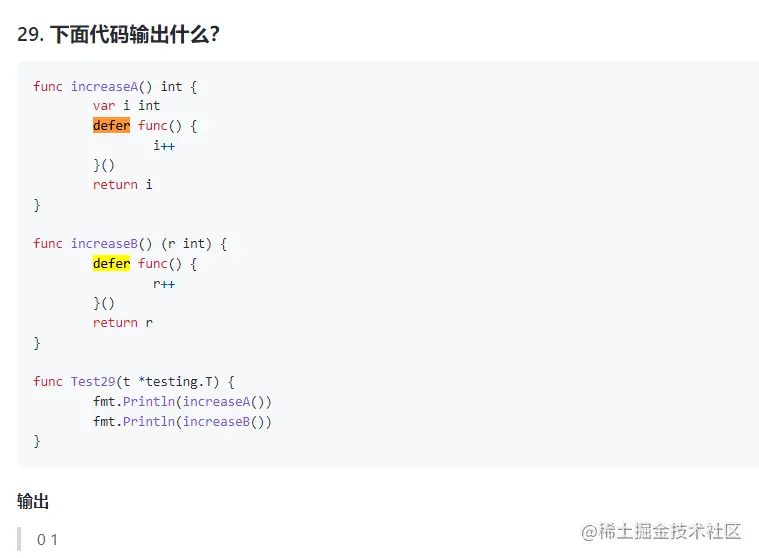 29. 下面代码输出什么？
func increaseA() int {
        var i int
        defer func() {
                i++
        }()
        return i
}
func increaseB() (r int) {
        defer func() {
                r++
        }()
        return r
}
func Test29(t *testing.T) {
        fmt.Println(increaseA())
        fmt.Println(increaseB())
}
输出
0 1
@稀土掘金技术社区